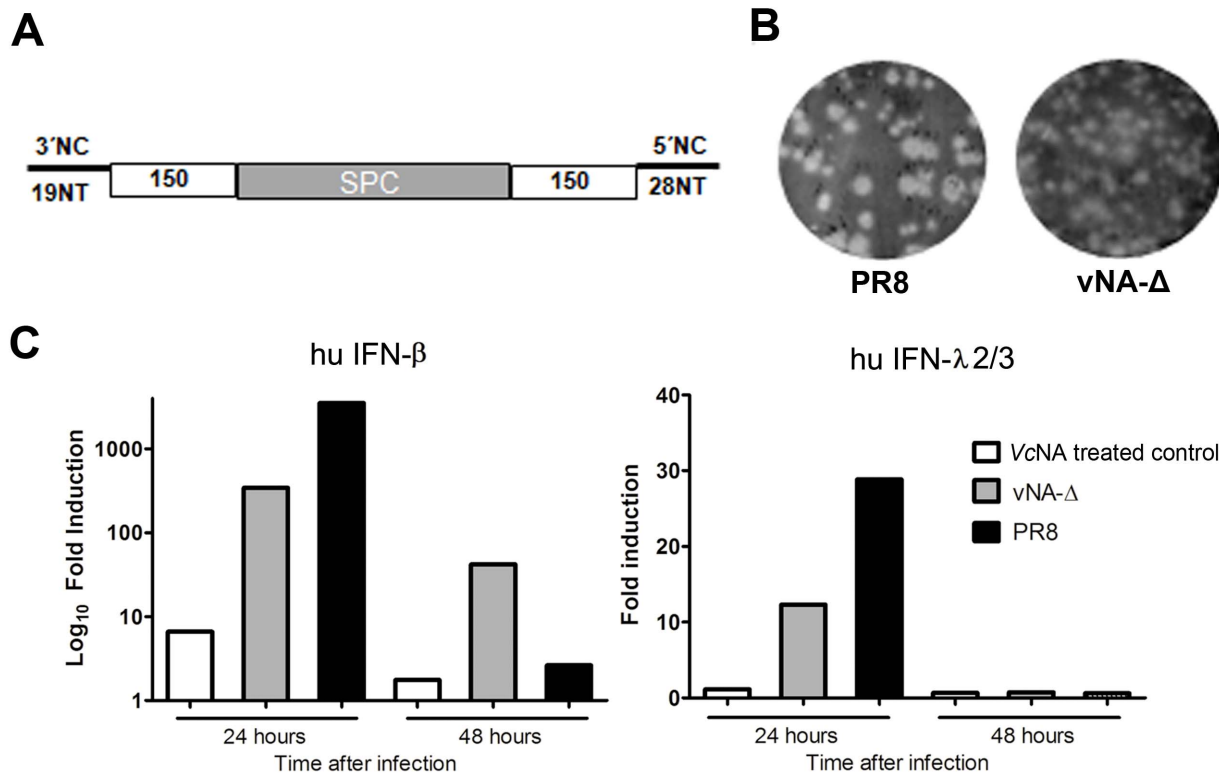 A
3´NC
5´NC
150
SPC
150
19NT
28NT
B
PR8
vNA-Δ
C
hu IFN-β
Log10 Fold Induction
1000
100
10
1
24 hours
48 hours
Time after infection
hu IFN-λ 2/3
Fold induction
40
30
20
10
0
24 hours
48 hours
Time after infection
VcNA treated control
vNA-Δ
PR8